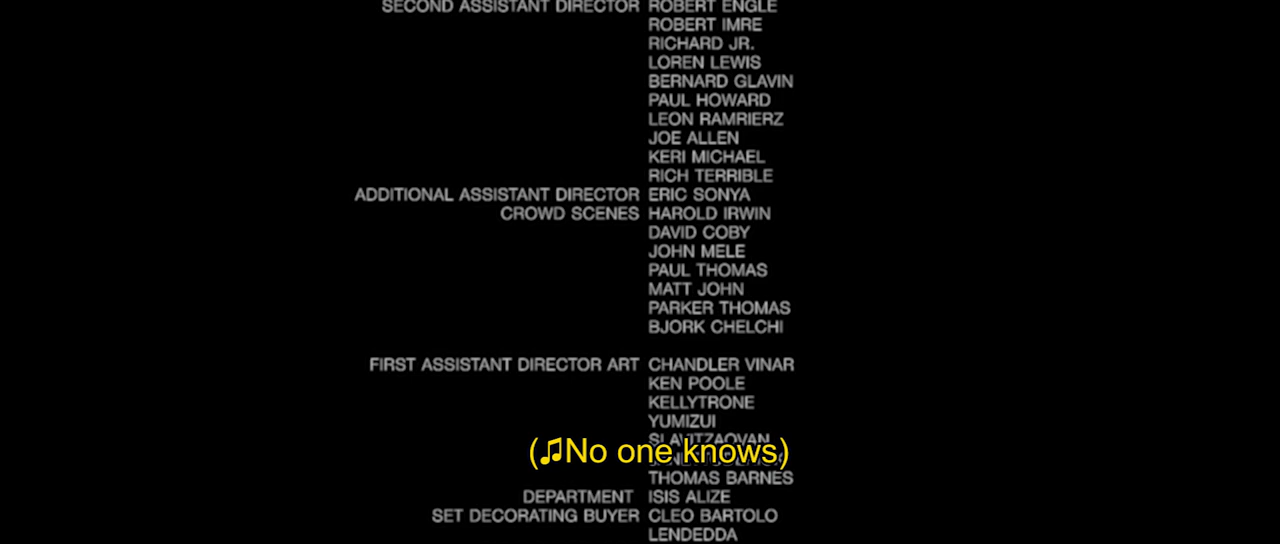 SECOND ASSISTANT DIRECTOR ROBERT ENGLE
ROBERT IMRE
RICHARD JR.
LOREN LEWIS
BERNARD GLAVIN
PAUL HOWARD
LEON RAMRIERZ
JOE ALLEN
KERI MICHAEL
RICH TERRIBLE
ADDITIONAL ASSISTANT DIRECTOR ERIC SONYA
CROWD SCENES HAROLD IRWIN
DAVID COBY
JOHN MELE
PAUL THOMAS
MATT JOHN
PARKER THOMAS
BJORK CHELCHI
FIRST ASSISTANT DIRECTOR ART CHANDLER VINAR
KEN POOLE
KELLYTRONE
YUMIZUI
(♫No one knows)
THOMAS BARNES
DEPARTMENT ISIS ALIZE
SET DECORATING BUYER CLEO BARTOLO
LENDEDDA